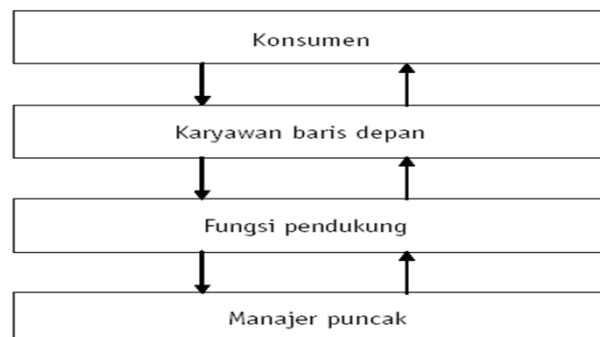 Konsumen
Karyawan baris depan
Fungsi pendukung
Manajer puncak